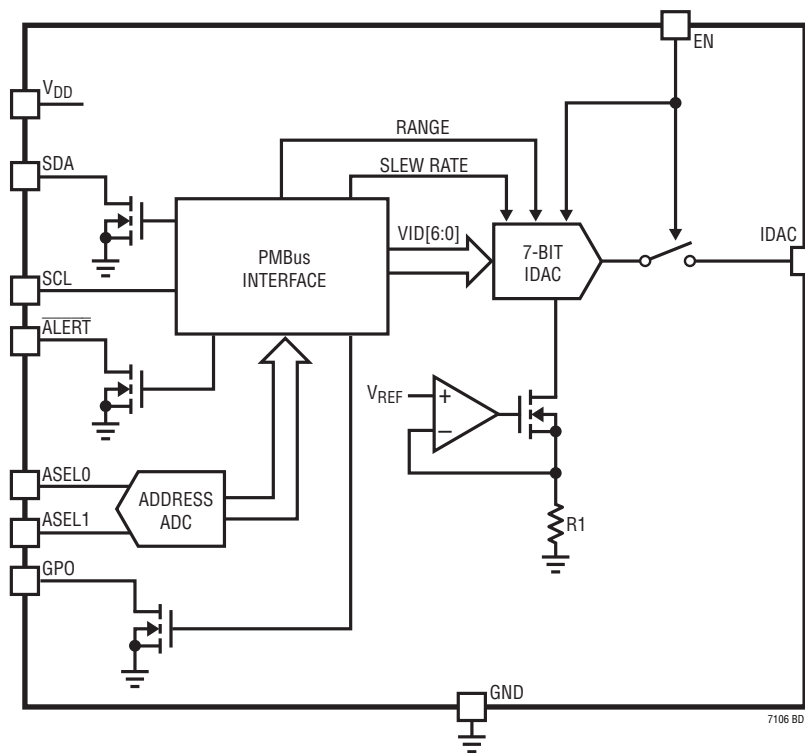 EN
VDD
RANGE
SDA
SLEW RATE
VID[6:0]
IDAC
PMBus
INTERFACE
7-BIT
IDAC
SCL
ALERT
VREF
+
–
ASEL0
ADDRESS
ADC
ASEL1
R1
GPO
GND
7106 BD